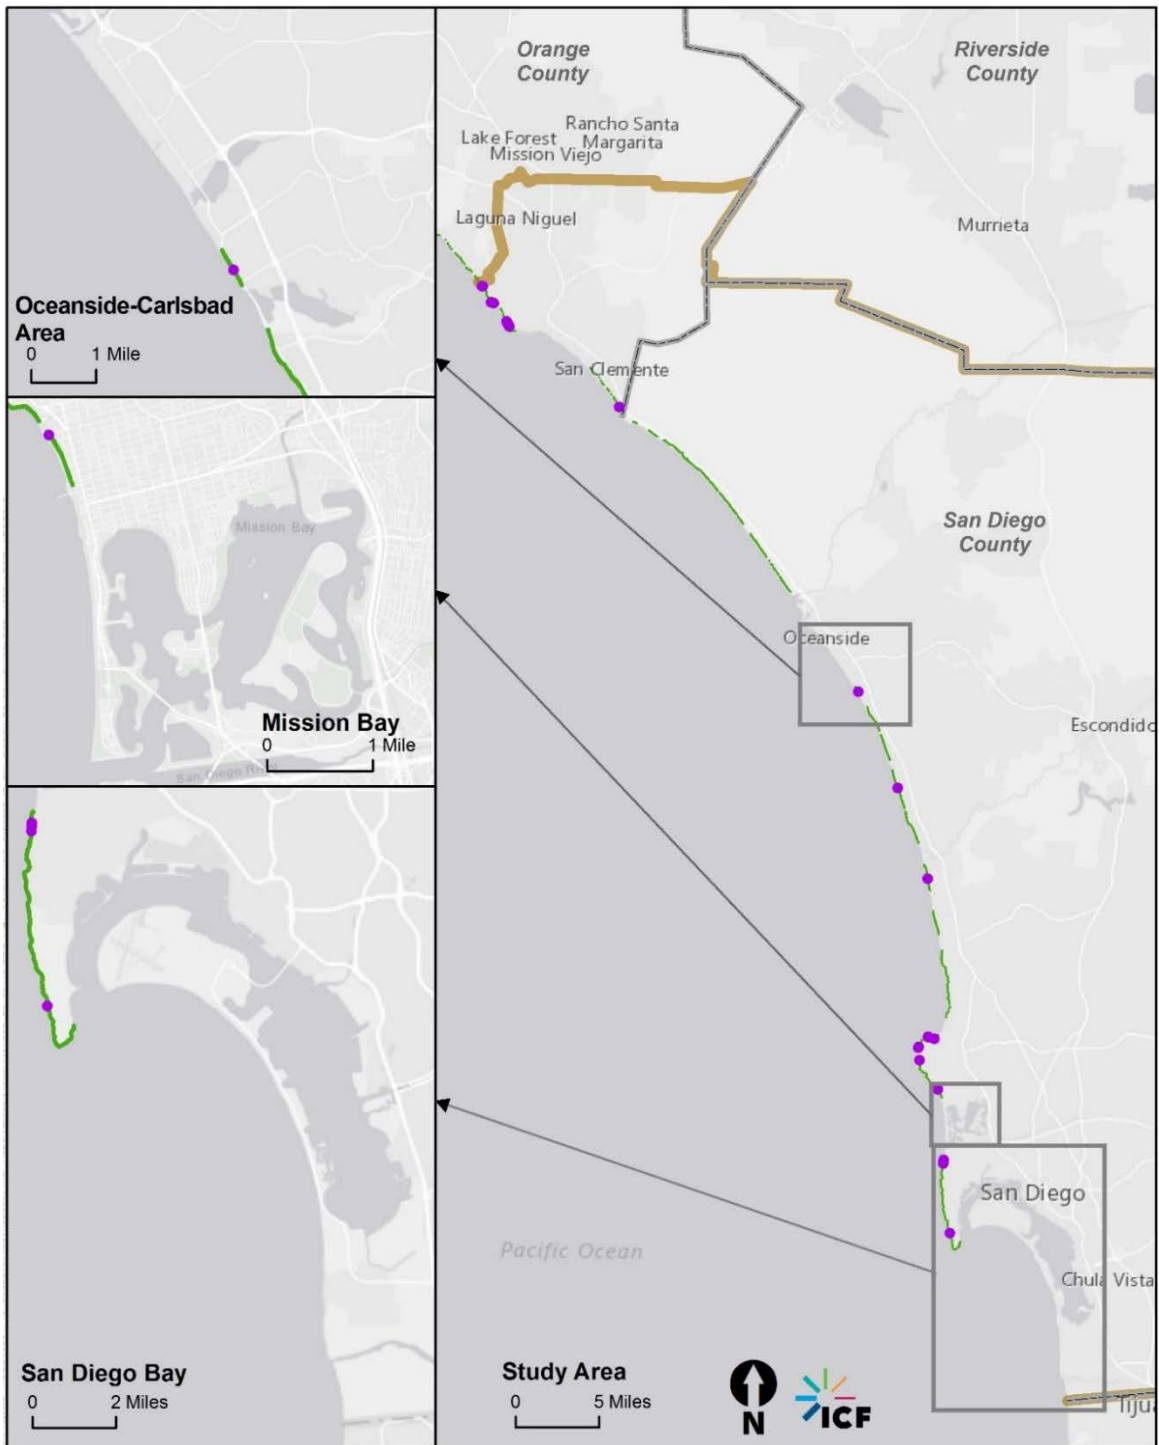 Oceanside-Carlsbad
Area
0 1 Mile
Mission Bay
Mission Bay
0 1 Mile
San Diego Bay
0 2 Miles
Orange
County
Riverside
County
Rancho Santa
Margarita
Lake Forest
Mission Viejo
Laguna Niguel
Murrieta
San Clemente
San Diego
County
Oceanside
Escondido
San Diego
Pacific Ocean
Chula Vista
Study Area
0 5 Miles
N
ICF